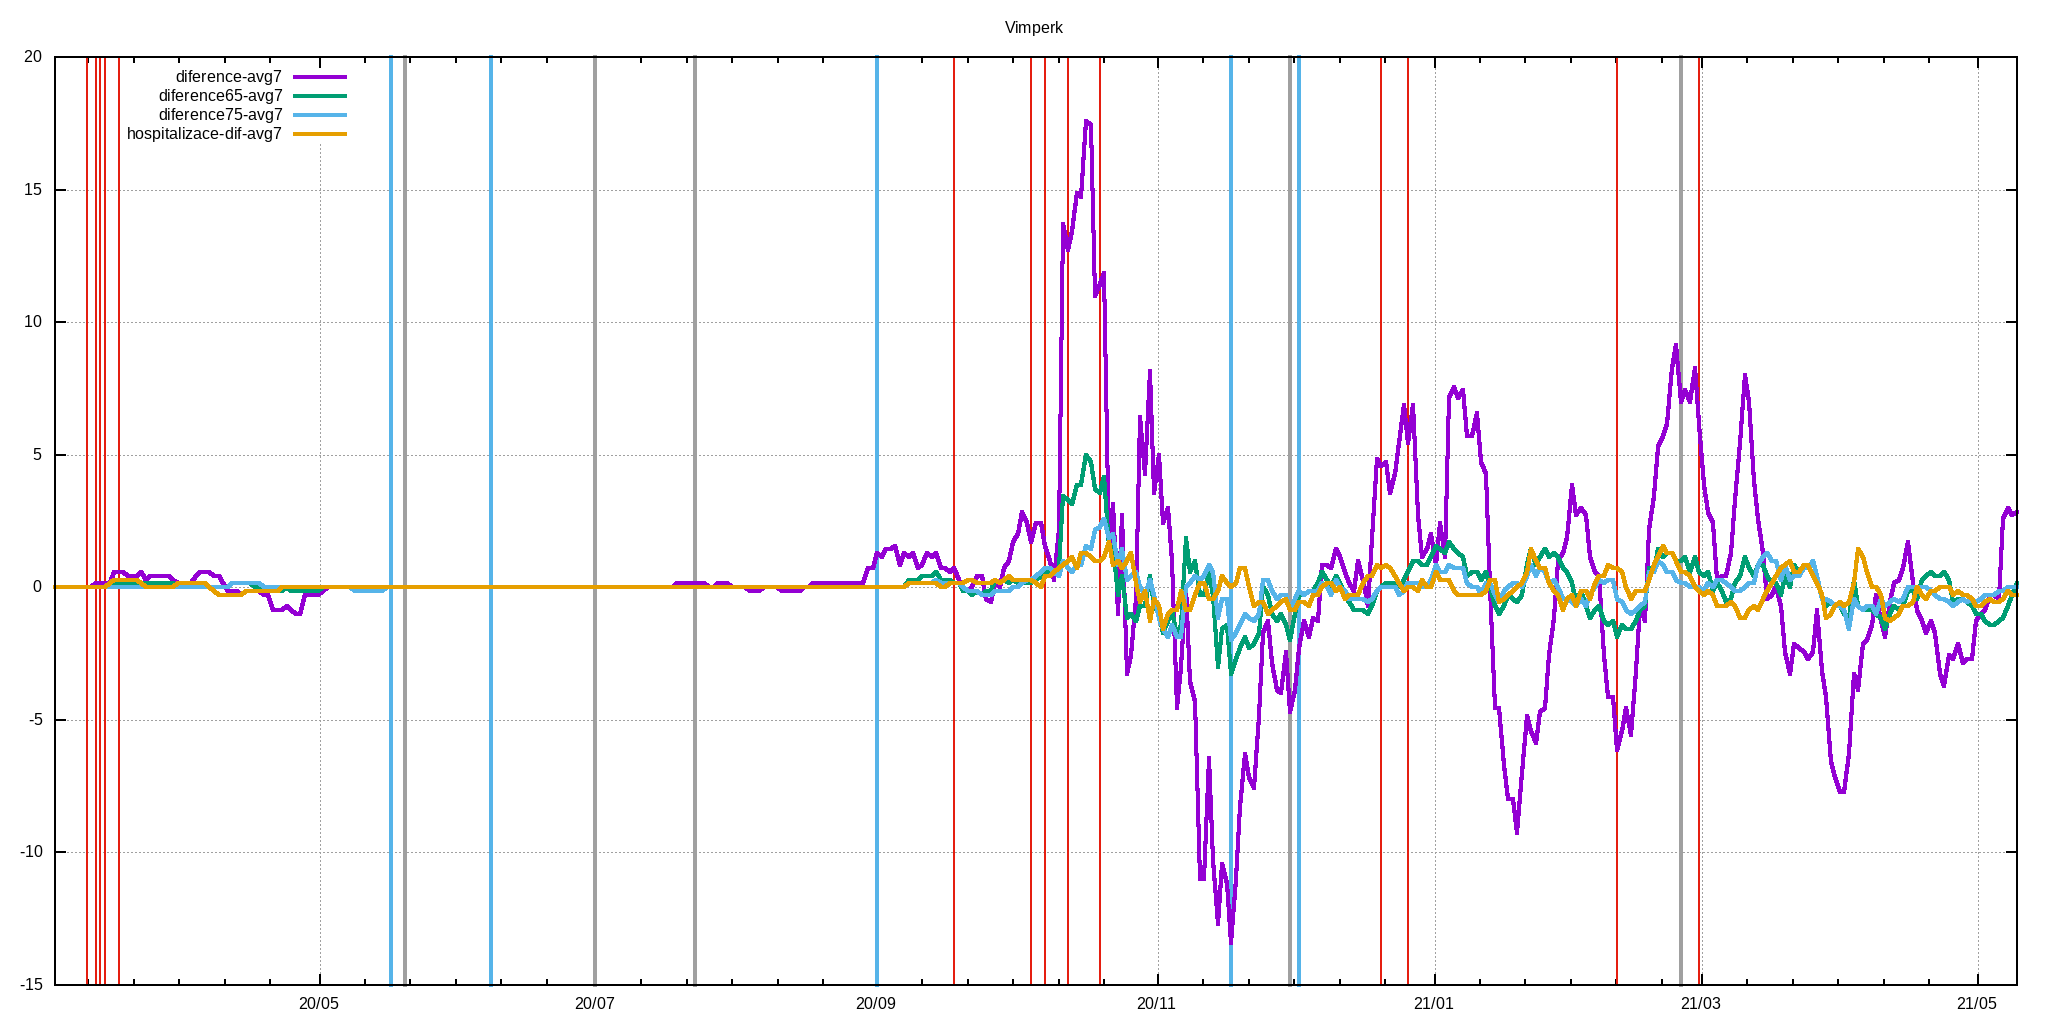 Vimperk
20
diference-avg7
diference65-avg7
diference75-avg7
hospitalizace-dif-avg7
15
10
5
0
-5
-10
-15
20/05 20/07 20/09 20/11 21/01 21/03 21/05